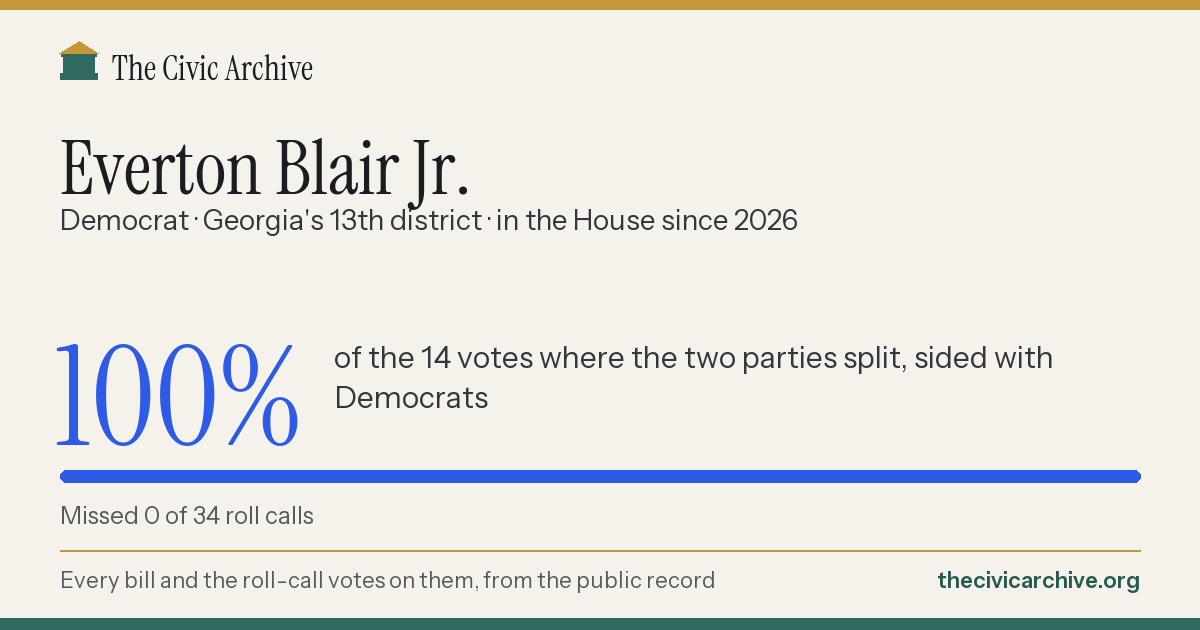 The Civic Archive
Everton Blair Jr.
Democrat · Georgia's 13th district · in the House since 2026
100%
of the 14 votes where the two parties split, sided with
Democrats
Missed 0 of 34 roll calls
Every bill and the roll-call votes on them, from the public record
thecivicarchive.org